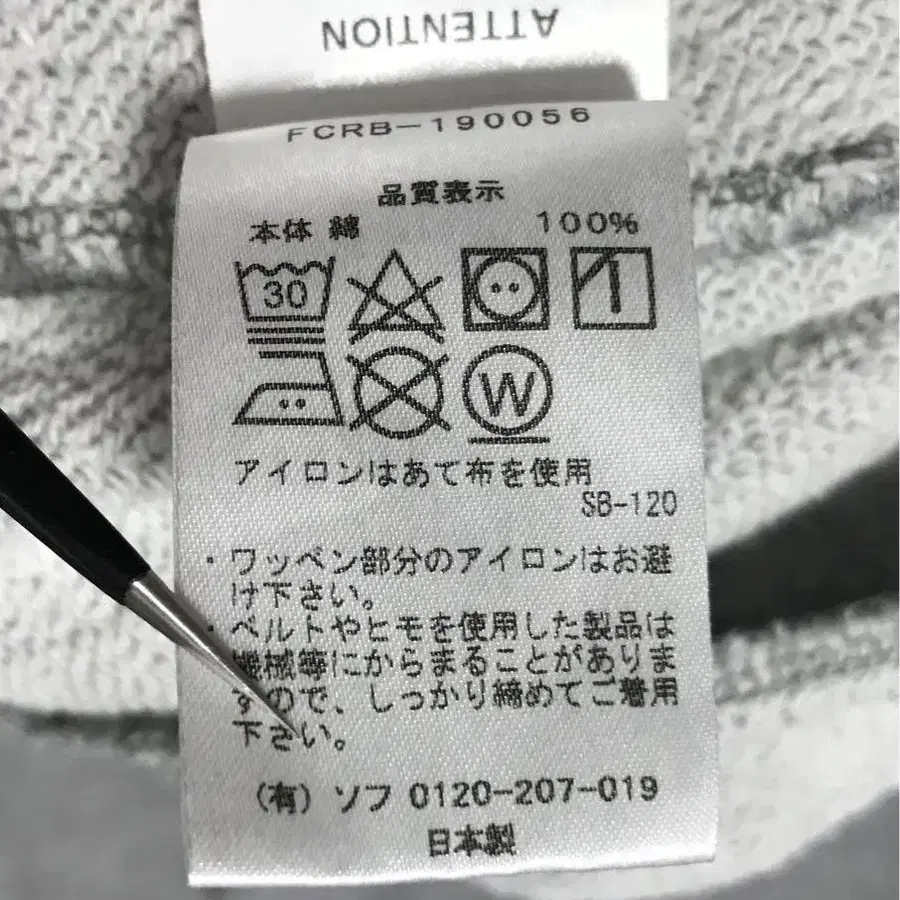 ATTENTION
FCRB-190056
品質表示
本体 綿 100%
30
W
アイロンはあて布を使用
SB-120
・ワッペン部分のアイロンはお避
け下さい。
・ベルトやヒモを使用した製品は
機械等にからまることがありま
すので、しっかり締めてご着用
下さい。
(有) ソフ 0120-207-019
日本製